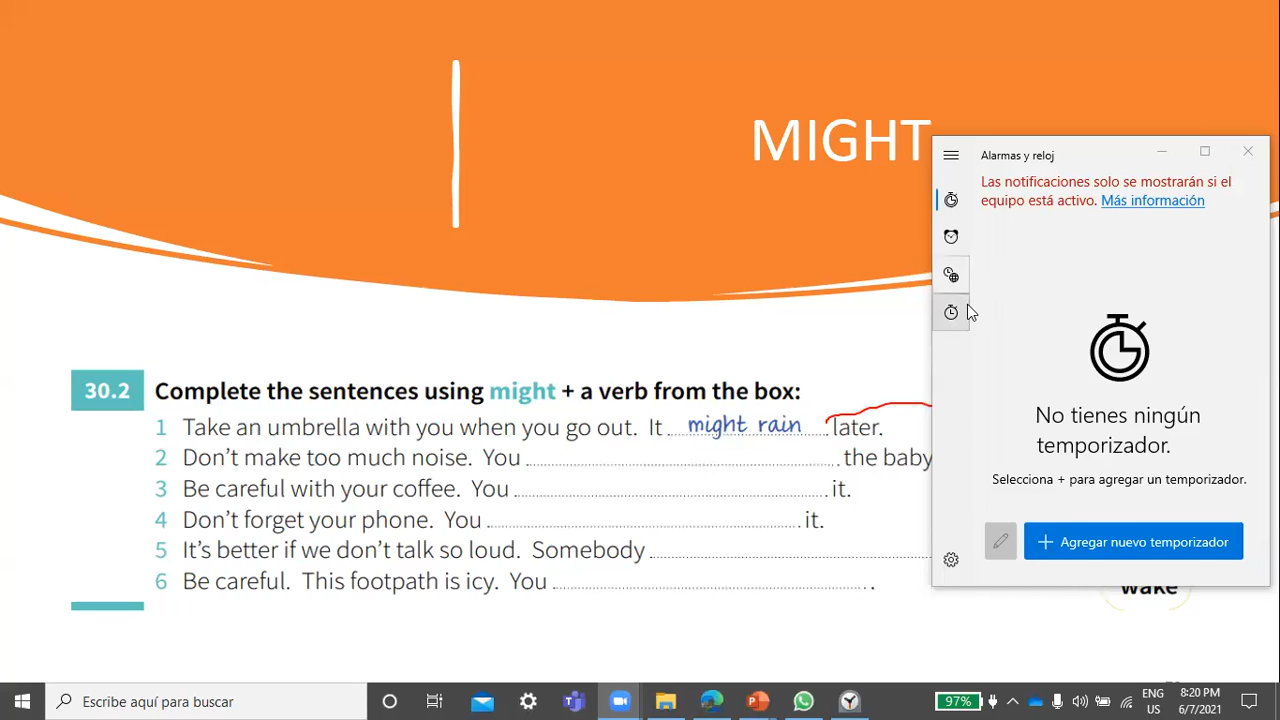 MIGHT
Alarmas y reloj
Las notificaciones solo se mostrarán si el
equipo está activo. Más información
No tienes ningún
temporizador.
Selecciona + para agregar un temporizador.
Agregar nuevo temporizador
30.2 Complete the sentences using might + a verb from the box:
1 Take an umbrella with you when you go out. It might rain later.
2 Don't make too much noise. You the baby
3 Be careful with your coffee. You it.
4 Don't forget your phone. You it.
5 It's better if we don't talk so loud. Somebody
6 Be careful. This footpath is icy. You .
wake
Escribe aquí para buscar
97%
ENG
US
8:20 PM
6/7/2021